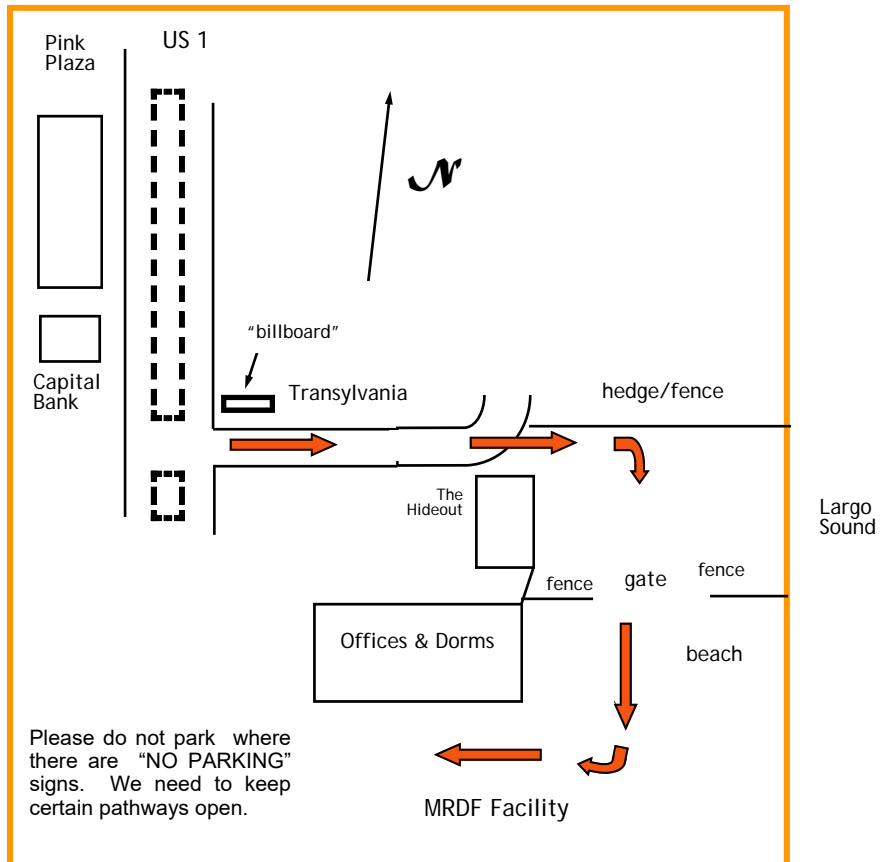 Pink
Plaza
US 1
N
"billboard"
Capital
Bank
Transylvania
hedge/fence
The
Hideout
Largo
Sound
fence
gate
fence
Offices & Dorms
beach
Please do not park where
there are "NO PARKING"
signs. We need to keep
certain pathways open.
MRDF Facility